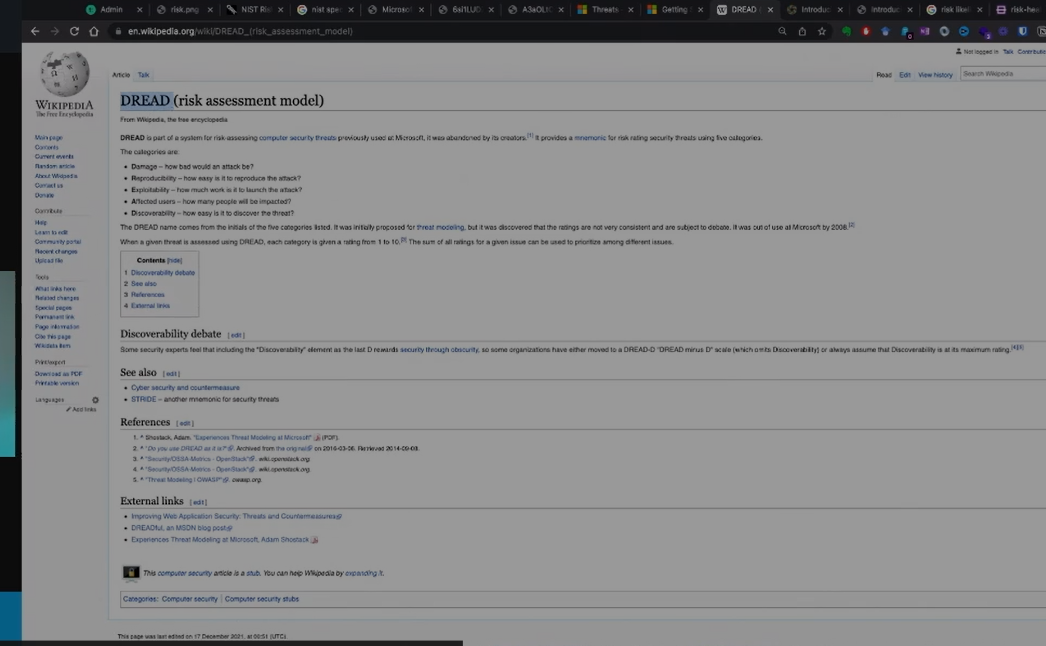 Admin
risk.png
NIST Ris
nist spe
Microsof
6sI1LUD
Threats
Getting
DREAD
Introduc
Introduc
risk likel
risk-hea
en.wikipedia.org/wiki/DREAD_(risk_assessment_model)
Not logged in Talk Contributio
WIKIPEDIA
The Free Encyclopedia
Article Talk
Read Edit View history Search Wikipedia
DREAD (risk assessment model)
From Wikipedia, the free encyclopedia
DREAD is part of a system for risk-assessing computer security threats previously used at Microsoft, it was abandoned by its creators.[1] It provides a mnemonic for risk rating security threats using five categories.
The categories are:
• Damage – how bad would an attack be?
• Reproducibility – how easy is it to reproduce the attack?
• Exploitability – how much work is it to launch the attack?
• Affected users – how many people will be impacted?
• Discoverability – how easy is it to discover the threat?
The DREAD name comes from the initials of the five categories listed. It was initially proposed for threat modeling, but it was discovered that the ratings are not very consistent and are subject to debate. It was out of use at Microsoft by 2008.[2]
When a given threat is assessed using DREAD, each category is given a rating from 1 to 10.[3] The sum of all ratings for a given issue can be used to prioritize among different issues.
Contents [hide]
1 Discoverability debate
2 See also
3 References
4 External links
Discoverability debate [edit]
Some security experts feel that including the "Discoverability" element as the last D rewards security through obscurity, so some organizations have either moved to a DREAD-D "DREAD minus D" scale (which omits Discoverability) or always assume that Discoverability is at its maximum rating.[4][5]
See also [edit]
• Cyber security and countermeasure
• STRIDE – another mnemonic for security threats
References [edit]
1. ^ Shostack, Adam. "Experiences Threat Modeling at Microsoft" (PDF).
2. ^ "Do you use DREAD as it is?". Archived from the original on 2016-03-06. Retrieved 2014-09-03.
3. ^ "Security/OSSA-Metrics - OpenStack". wiki.openstack.org.
4. ^ "Security/OSSA-Metrics - OpenStack". wiki.openstack.org.
5. ^ "Threat Modeling | OWASP". owasp.org.
External links [edit]
• Improving Web Application Security: Threats and Countermeasures
• DREADful, an MSDN blog post
• Experiences Threat Modeling at Microsoft, Adam Shostack
This computer security article is a stub. You can help Wikipedia by expanding it.
Categories: Computer security | Computer security stubs
This page was last edited on 17 December 2021, at 09:51 (UTC).
Main page
Contents
Current events
Random article
About Wikipedia
Contact us
Donate
Contribute
Help
Learn to edit
Community portal
Recent changes
Upload file
Tools
What links here
Related changes
Special pages
Permanent link
Page information
Cite this page
Wikidata item
Print/export
Download as PDF
Printable version
Languages
Add links